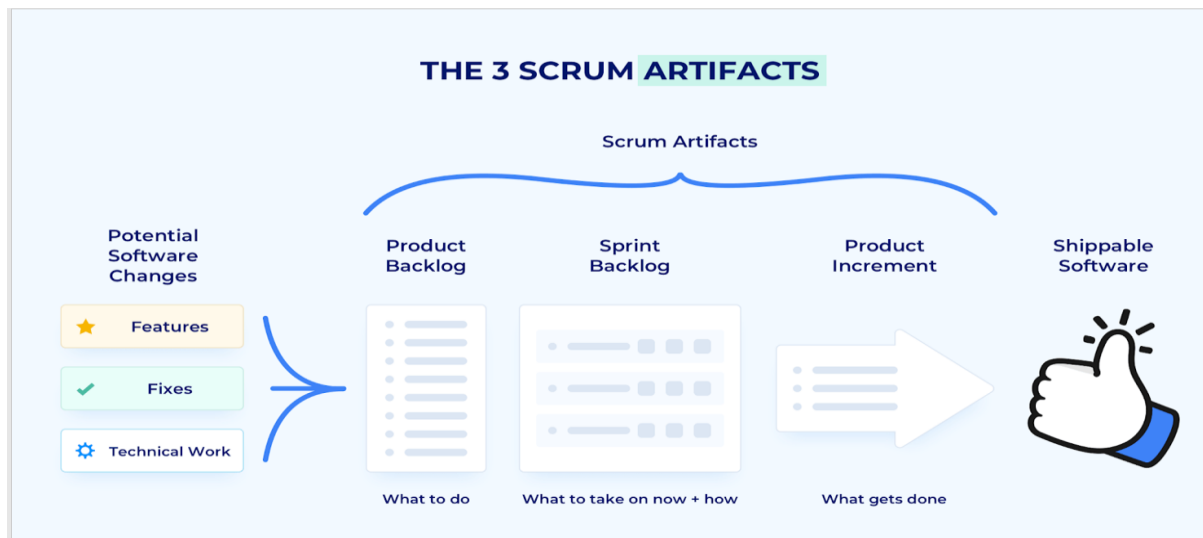 THE 3 SCRUM ARTIFACTS
Scrum Artifacts
Potential
Software
Changes
Features
Fixes
Technical Work
Product
Backlog
What to do
Sprint
Backlog
What to take on now + how
Product
Increment
What gets done
Shippable
Software